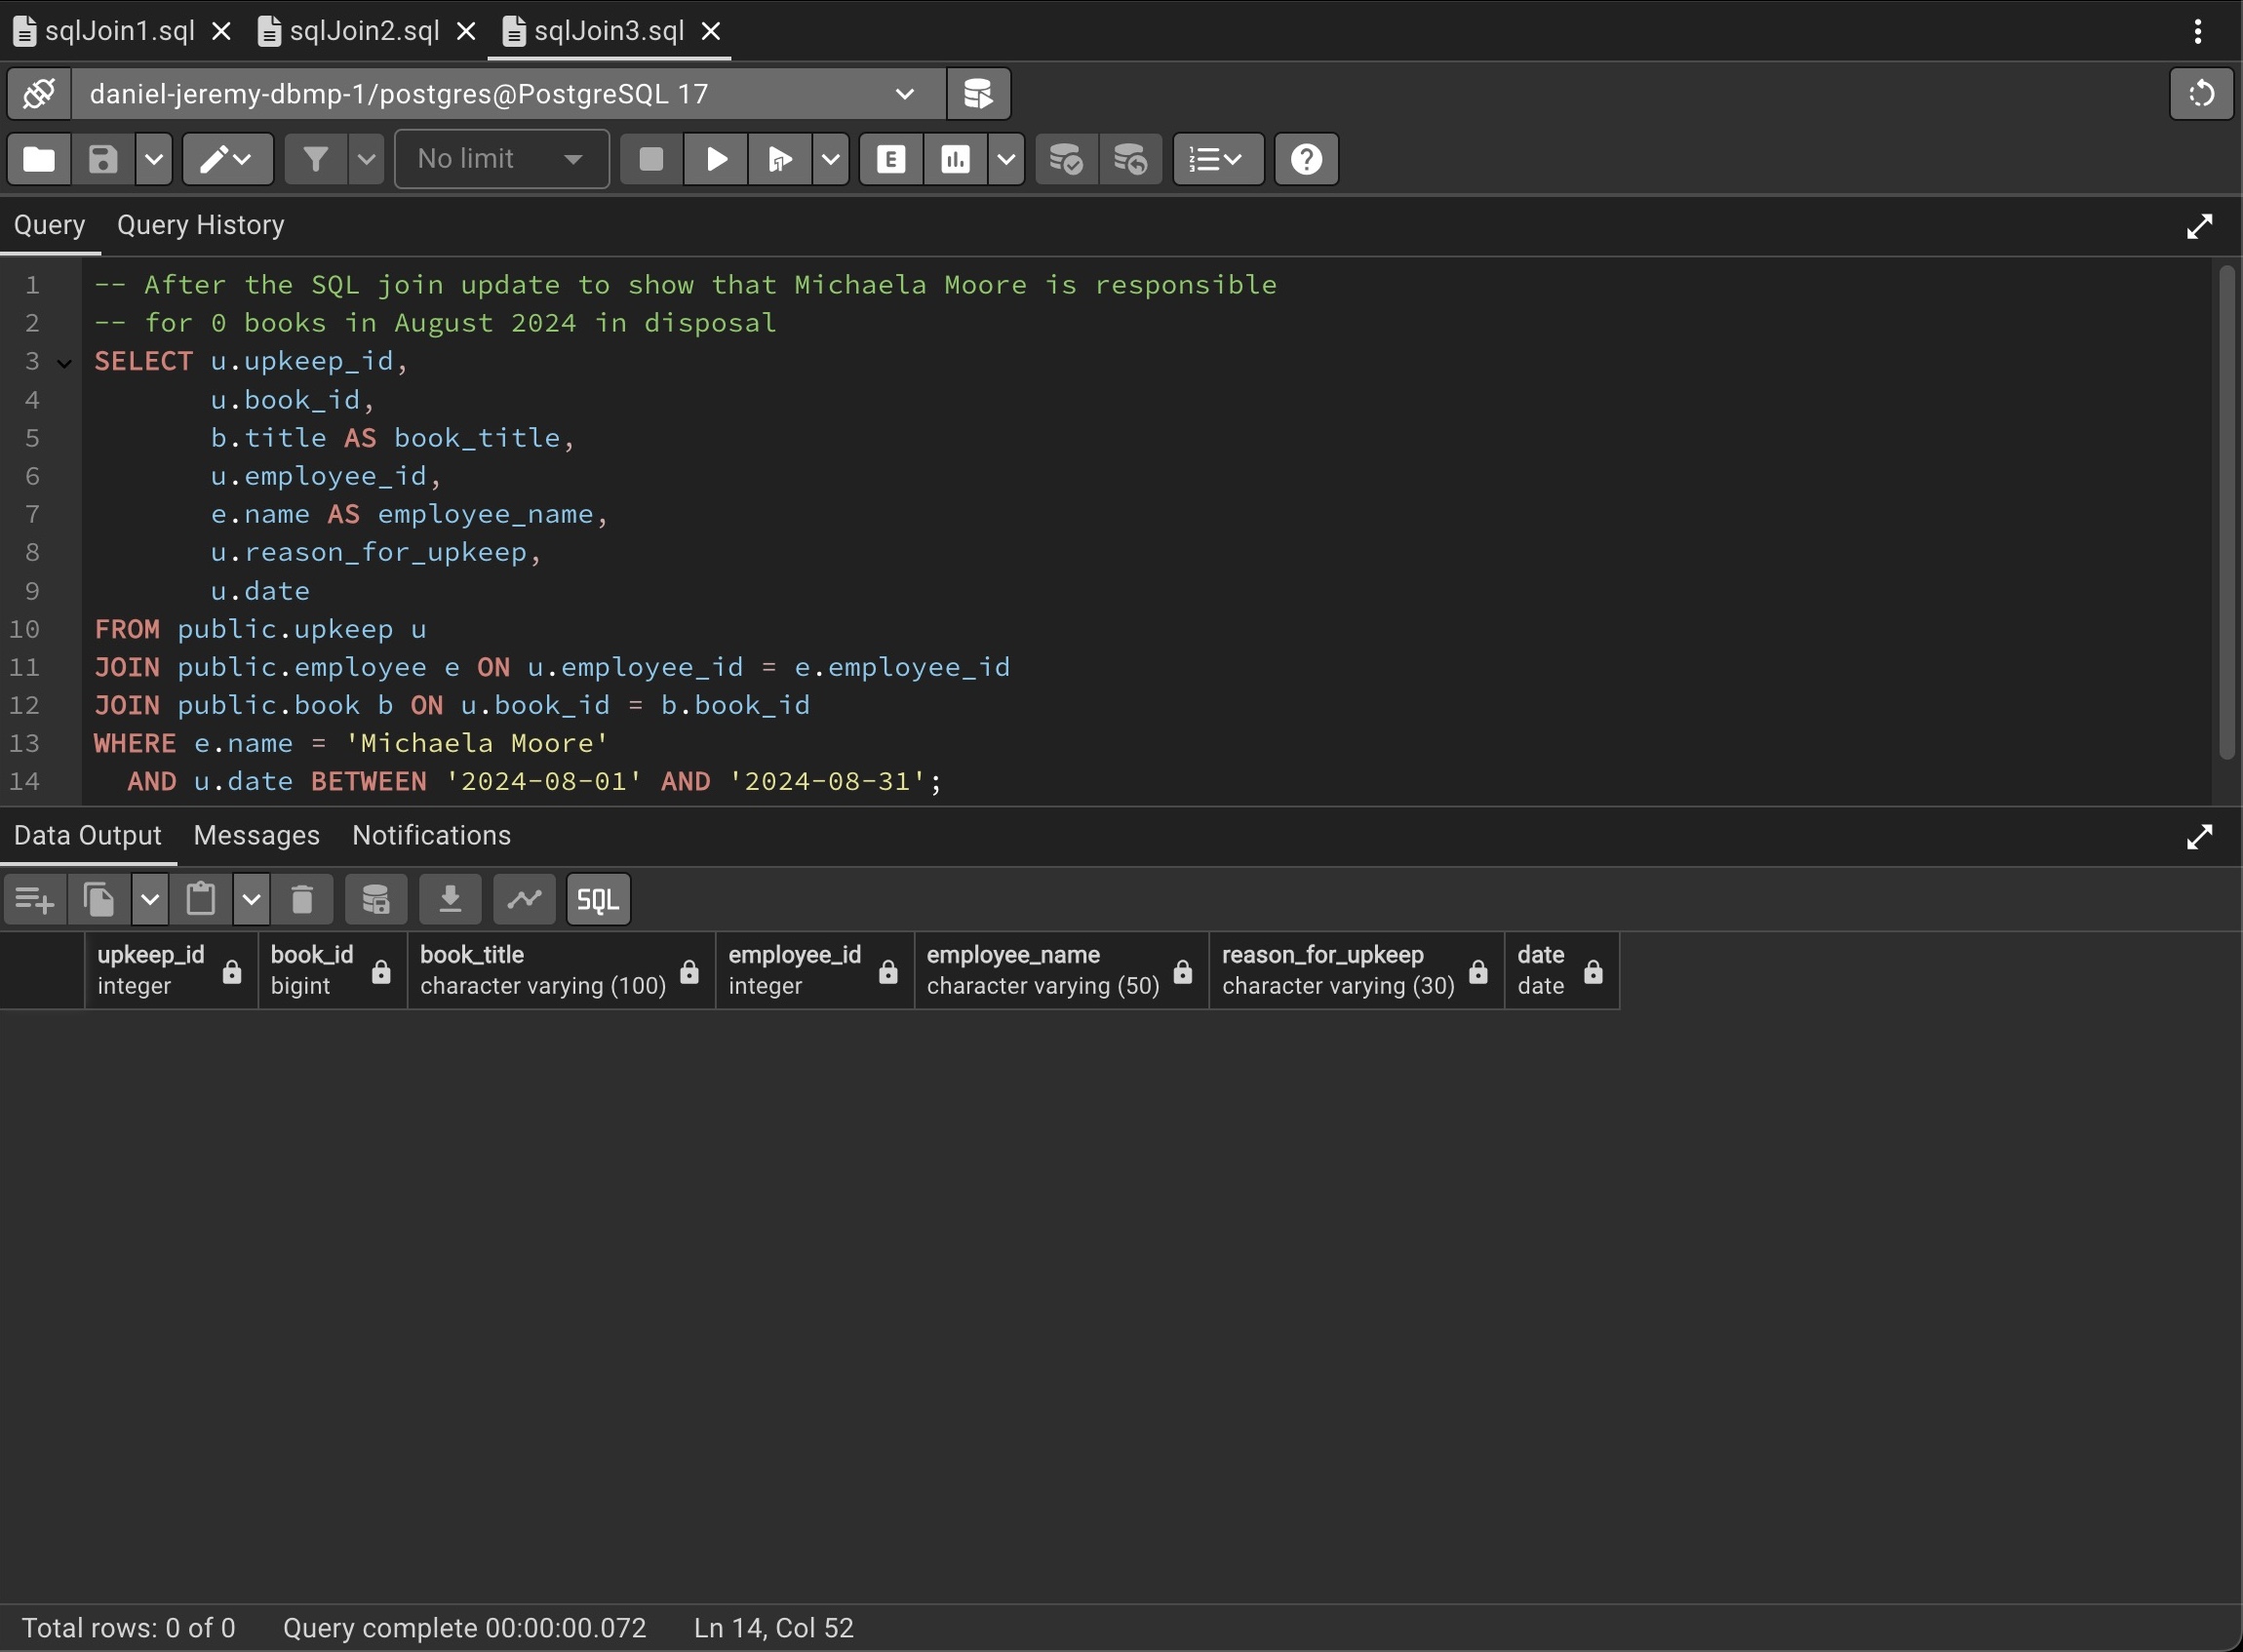 sqlJoin1.sql sqlJoin2.sql sqlJoin3.sql
daniel-jeremy-dbmp-1/postgres@PostgreSQL 17
No limit E
Query Query History
1 -- After the SQL join update to show that Michaela Moore is responsible
2 -- for 0 books in August 2024 in disposal
3 SELECT u.upkeep_id,
4 u.book_id,
5 b.title AS book_title,
6 u.employee_id,
7 e.name AS employee_name,
8 u.reason_for_upkeep,
9 u.date
10 FROM public.upkeep u
11 JOIN public.employee e ON u.employee_id = e.employee_id
12 JOIN public.book b ON u.book_id = b.book_id
13 WHERE e.name = 'Michaela Moore'
14 AND u.date BETWEEN '2024-08-01' AND '2024-08-31';
Data Output Messages Notifications
SQL
upkeep_id book_id book_title employee_id employee_name reason_for_upkeep date
integer bigint character varying (100) integer character varying (50) character varying (30) date
Total rows: 0 of 0 Query complete 00:00:00.072 Ln 14, Col 52